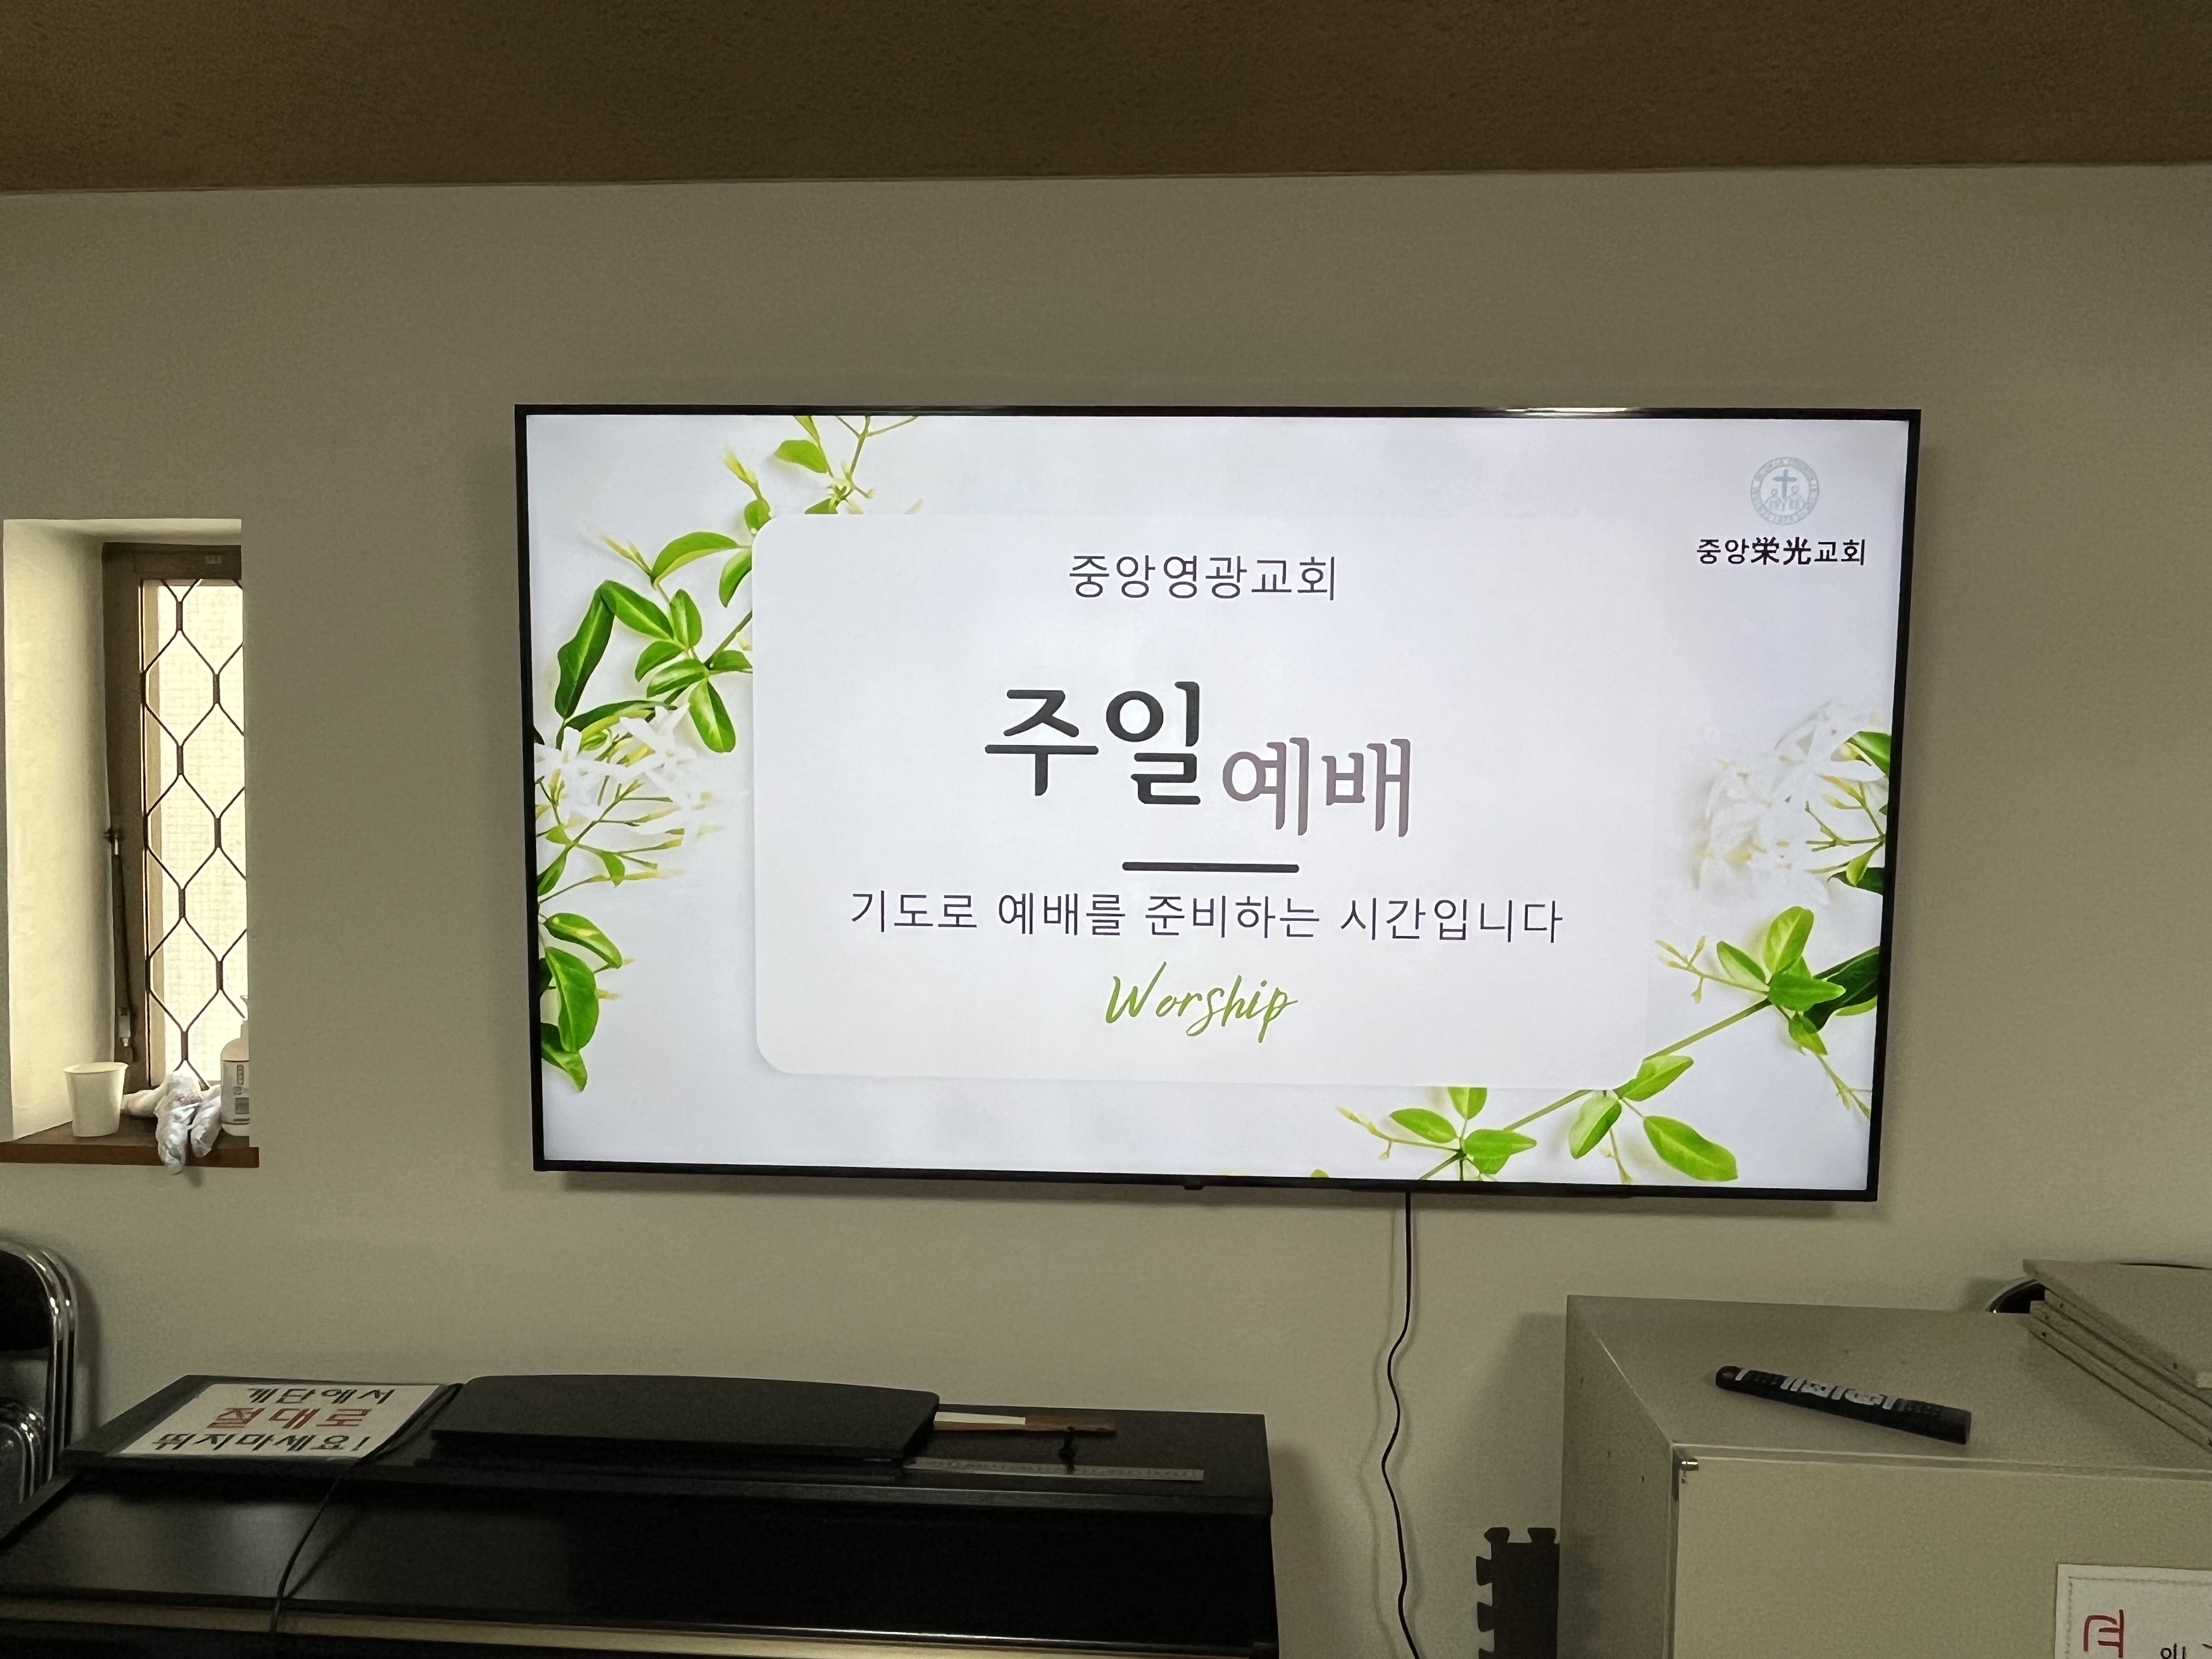 중앙영광교회
중앙栄光교회
주일예배
기도로 예배를 준비하는 시간입니다
Worship
계단에서
절대로
뛰지마세요!